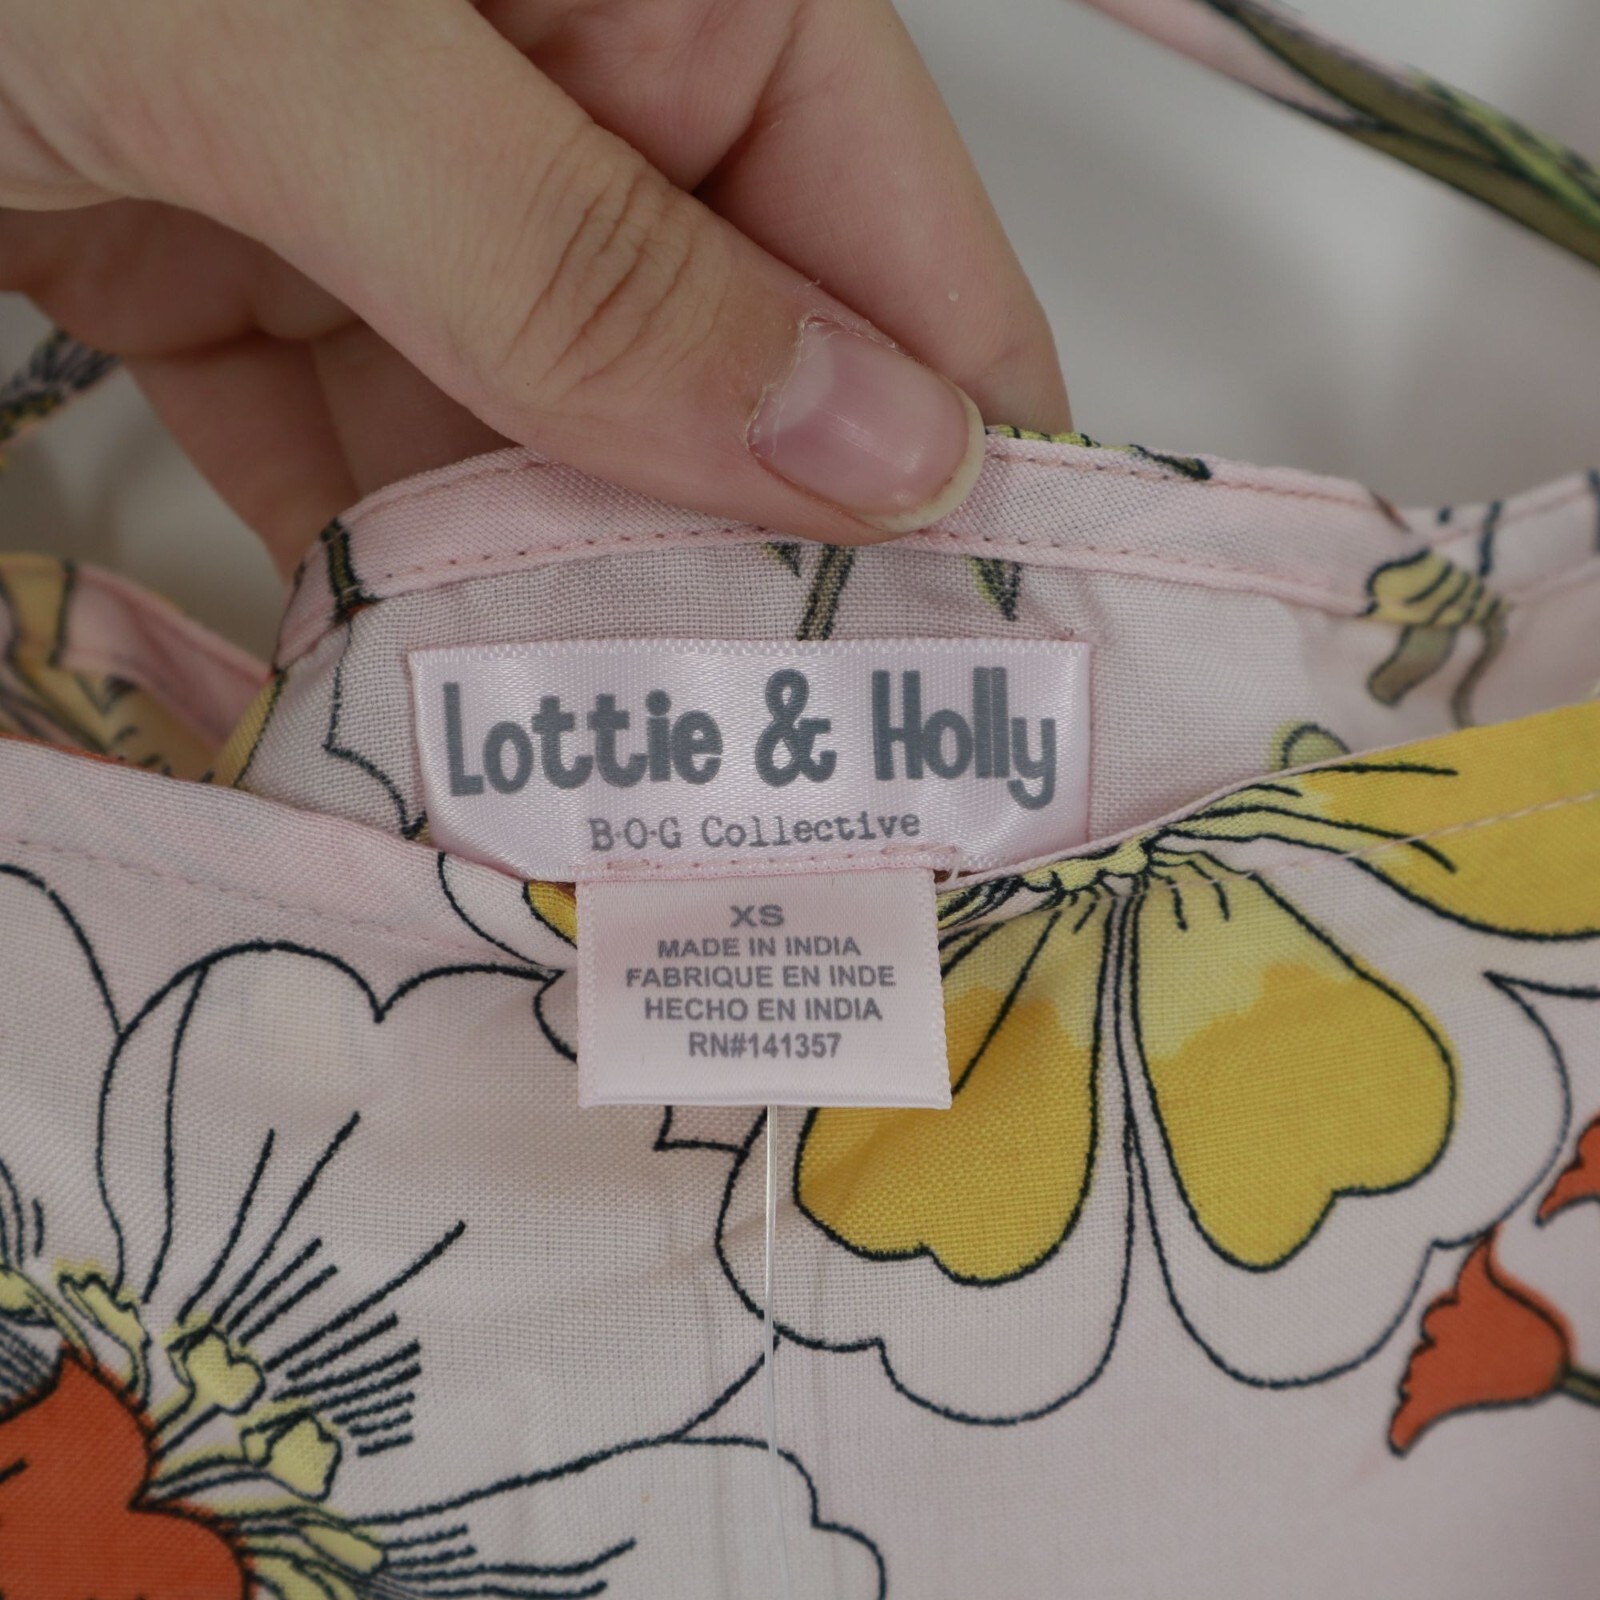 Lottie & Holly
B·O·G Collective
XS
MADE IN INDIA
FABRIQUE EN INDE
HECHO EN INDIA
RN#141357